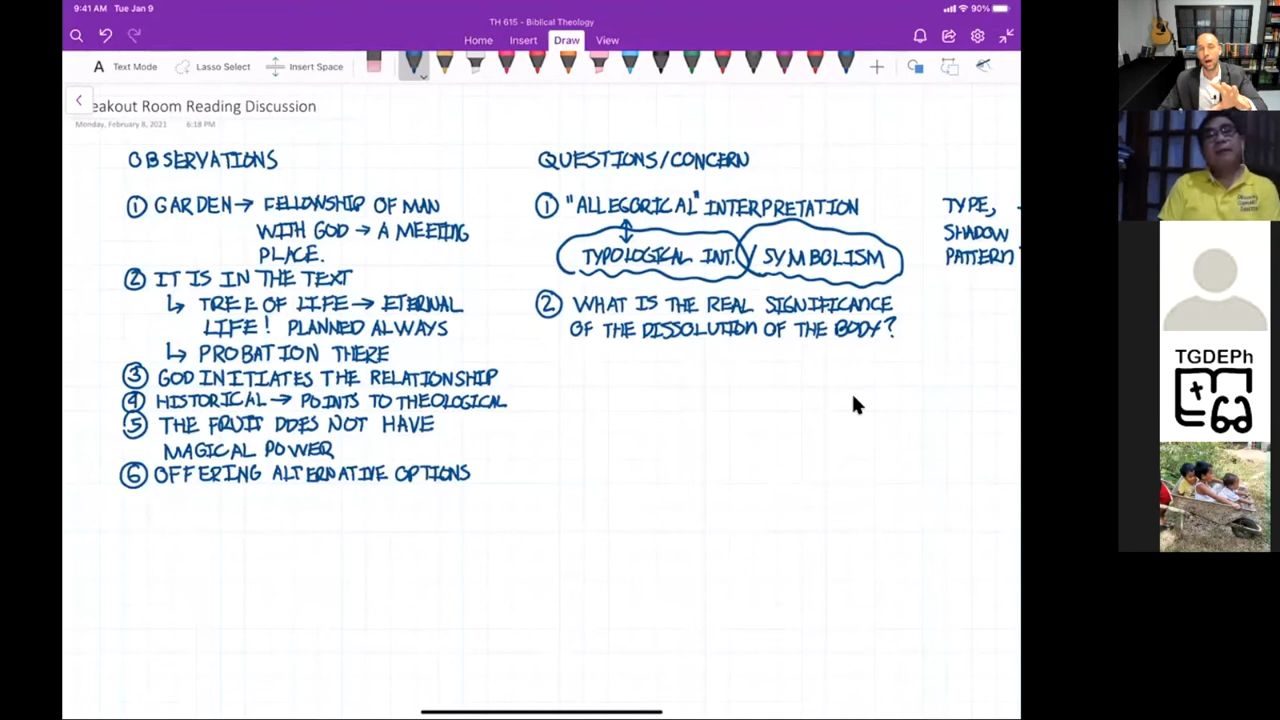 9:41 AM Tue Jan 9
90%
TH 615 - Biblical Theology
Home Insert Draw View
Text Mode Lasso Select Insert Space
eakout Room Reading Discussion
Monday, February 8, 2021 6:18 PM
OBSERVATIONS
① GARDEN → FELLOWSHIP OF MAN
WITH GOD → A MEETING
PLACE.
② IT IS IN THE TEXT
↳ TREE OF LIFE → ETERNAL
LIFE! PLANNED ALWAYS
↳ PROBATION THERE
③ GOD INITIATES THE RELATIONSHIP
④ HISTORICAL → POINTS TO THEOLOGICAL
⑤ THE FRUIT DOES NOT HAVE
MAGICAL POWER
⑥ OFFERING ALTERNATIVE OPTIONS
QUESTIONS/CONCERN
① "ALLEGORICAL" INTERPRETATION
TYPOLOGICAL INT. / SYMBOLISM
② WHAT IS THE REAL SIGNIFICANCE
OF THE DISSOLUTION OF THE BODY?
TYPE,
SHADOW
PATTERN
TGDEPh